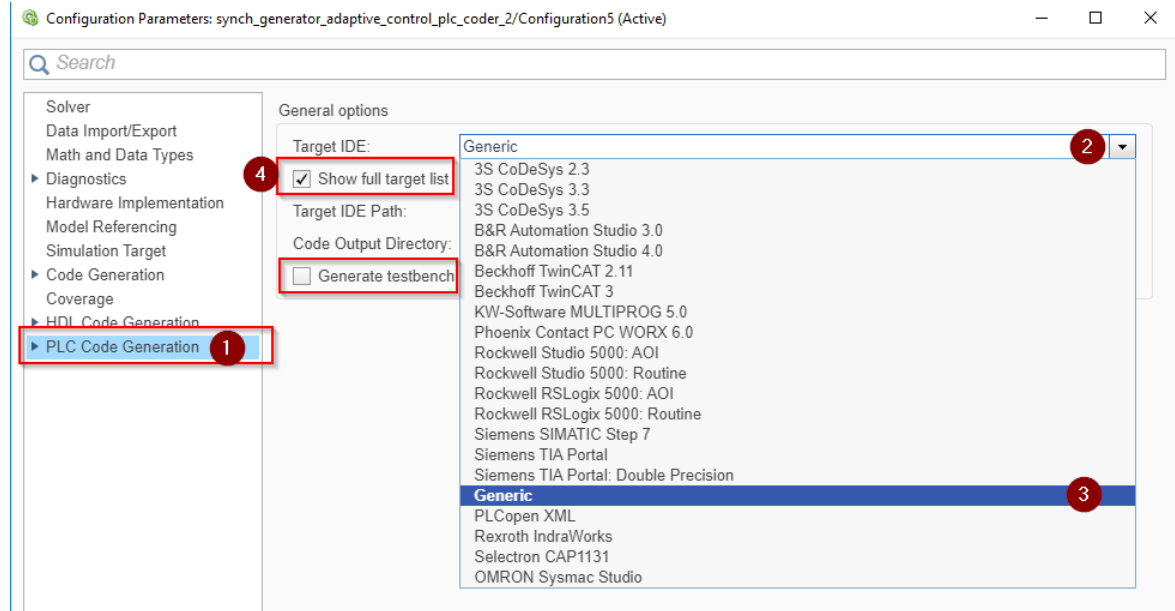 Configuration Parameters: synch_generator_adaptive_control_plc_coder_2/Configuration5 (Active)
Search
Solver
Data Import/Export
Math and Data Types
Diagnostics
Hardware Implementation
Model Referencing
Simulation Target
Code Generation
Coverage
HDL Code Generation
PLC Code Generation 1
General options
Target IDE: Generic 2
4 Show full target list
Target IDE Path:
Code Output Directory:
Generate testbench
3S CoDeSys 2.3
3S CoDeSys 3.3
3S CoDeSys 3.5
B&R Automation Studio 3.0
B&R Automation Studio 4.0
Beckhoff TwinCAT 2.11
Beckhoff TwinCAT 3
KW-Software MULTIPROG 5.0
Phoenix Contact PC WORX 6.0
Rockwell Studio 5000: AOI
Rockwell Studio 5000: Routine
Rockwell RSLogix 5000: AOI
Rockwell RSLogix 5000: Routine
Siemens SIMATIC Step 7
Siemens TIA Portal
Siemens TIA Portal: Double Precision
Generic 3
PLCopen XML
Rexroth IndraWorks
Selectron CAP1131
OMRON Sysmac Studio